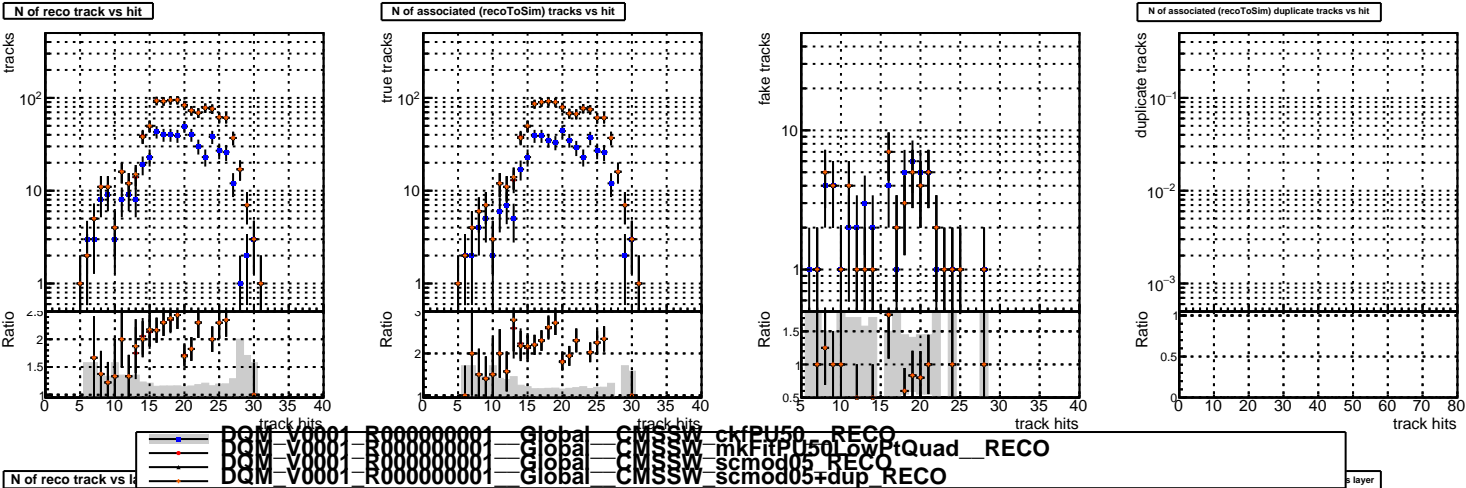 N of reco track vs hit
N of associated (recoToSim) tracks vs hit
N of associated (recoToSim) duplicate tracks vs hit
tracks
10²
10
1
Ratio
2.5
2
1.5
1
0 5 10 15 20 25 30 35 40
track hits
true tracks
10²
10
1
Ratio
3
2
1
0 5 10 15 20 25 30 35 40
track hits
fake tracks
10
1
Ratio
1.5
1
0.5
5 10 15 20 25 30 35 40
track hits
duplicate tracks
10⁻¹
10⁻²
10⁻³
Ratio
1
0.5
0
0 10 20 30 40 50 60 70 80
track hits
DQM_V0001_R000000001__Global__CMSSW_ckfPU50__RECO
DQM_V0001_R000000001__Global__CMSSW_mkFitPU50LowPtQuad__RECO
DQM_V0001_R000000001__Global__CMSSW_scmod05_RECO
DQM_V0001_R000000001__Global__CMSSW_scmod05+dup_RECO
N of reco track vs la
s layer